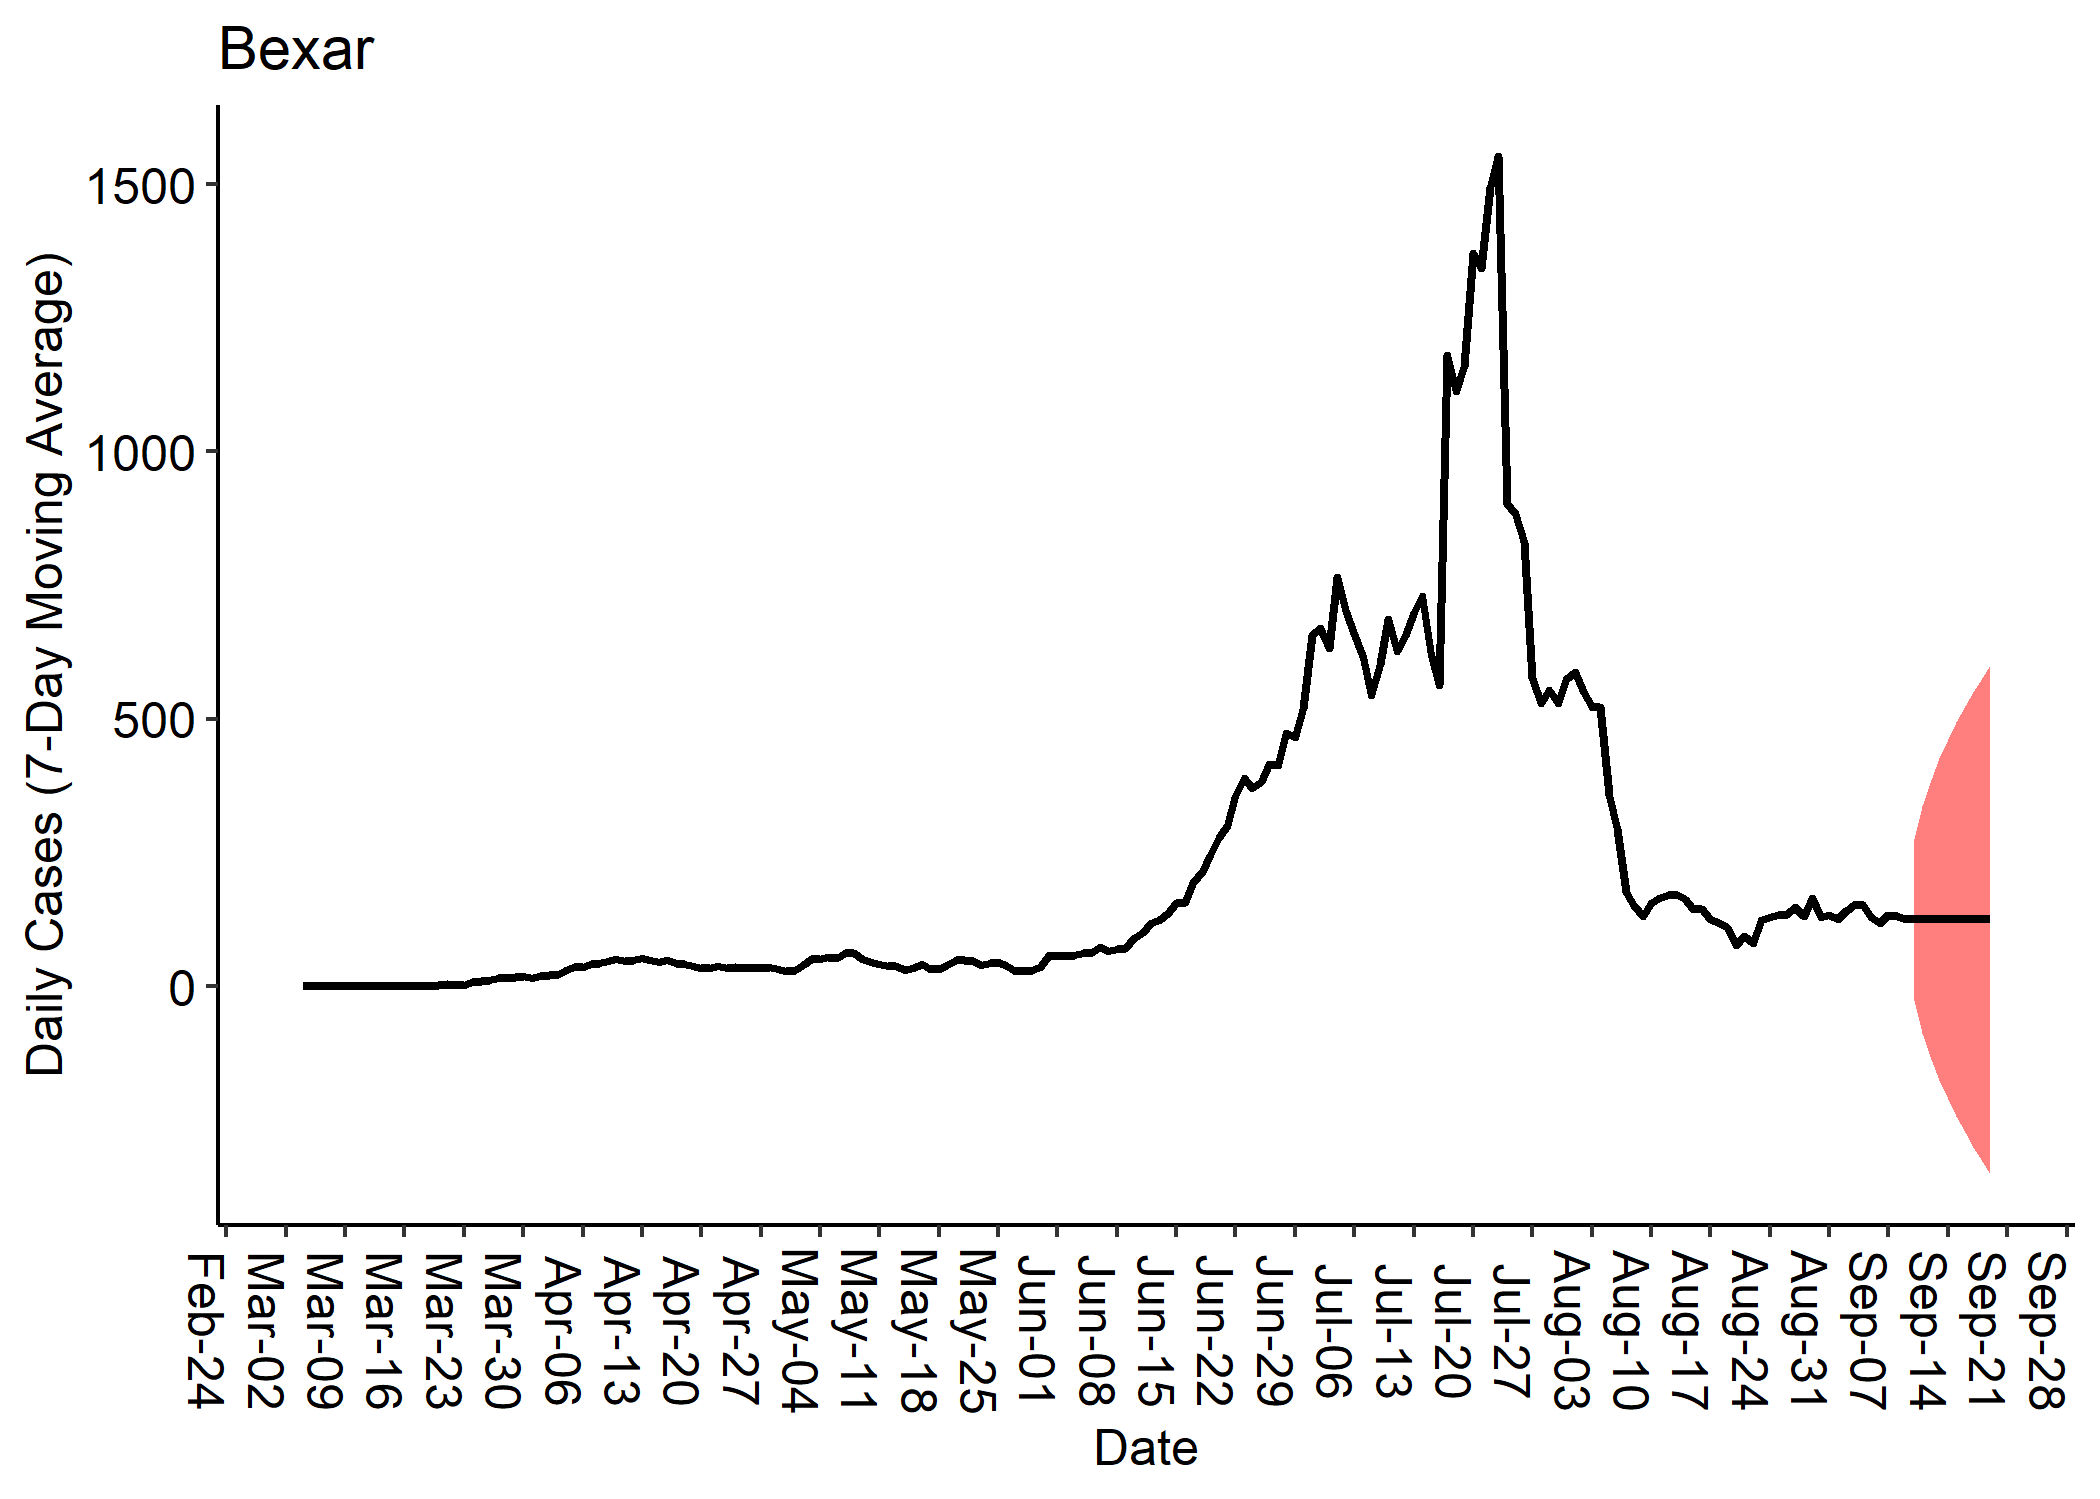 Bexar
Daily Cases (7-Day Moving Average)
1500
1000
500
0
Feb-24
Mar-02
Mar-09
Mar-16
Mar-23
Mar-30
Apr-06
Apr-13
Apr-20
Apr-27
May-04
May-11
May-18
May-25
Jun-01
Jun-08
Jun-15
Jun-22
Jun-29
Jul-06
Jul-13
Jul-20
Jul-27
Aug-03
Aug-10
Aug-17
Aug-24
Aug-31
Sep-07
Sep-14
Sep-21
Sep-28
Date